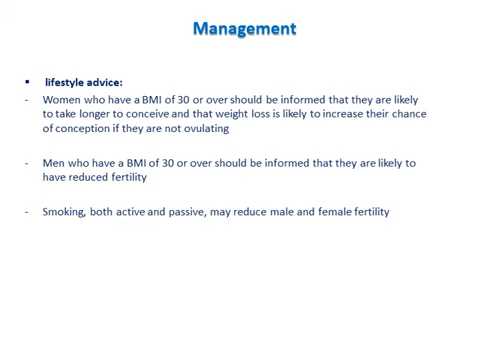 Management
▪ lifestyle advice:
- Women who have a BMI of 30 or over should be informed that they are likely
to take longer to conceive and that weight loss is likely to increase their chance
of conception if they are not ovulating
- Men who have a BMI of 30 or over should be informed that they are likely to
have reduced fertility
- Smoking, both active and passive, may reduce male and female fertility